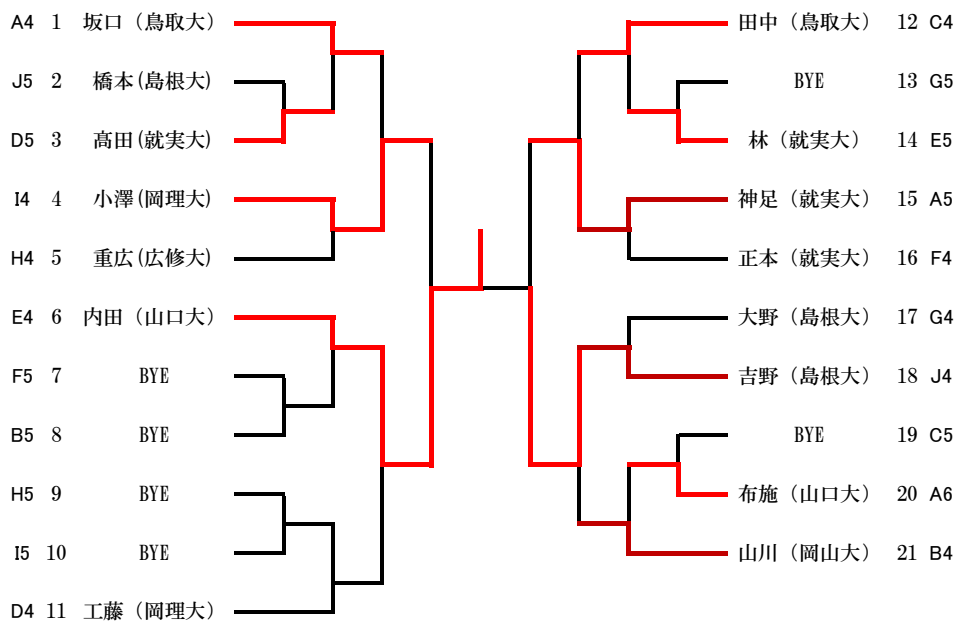 A4 1 坂口（鳥取大） 田中（鳥取大） 12 C4
J5 2 橋本(島根大) BYE 13 G5
D5 3 髙田(就実大) 林（就実大） 14 E5
I4 4 小澤(岡理大) 神足（就実大） 15 A5
H4 5 重広(広修大) 正本（就実大） 16 F4
E4 6 内田（山口大） 大野（島根大） 17 G4
F5 7 BYE 吉野（島根大） 18 J4
B5 8 BYE BYE 19 C5
H5 9 BYE 布施（山口大） 20 A6
I5 10 BYE 山川（岡山大） 21 B4
D4 11 工藤（岡理大）